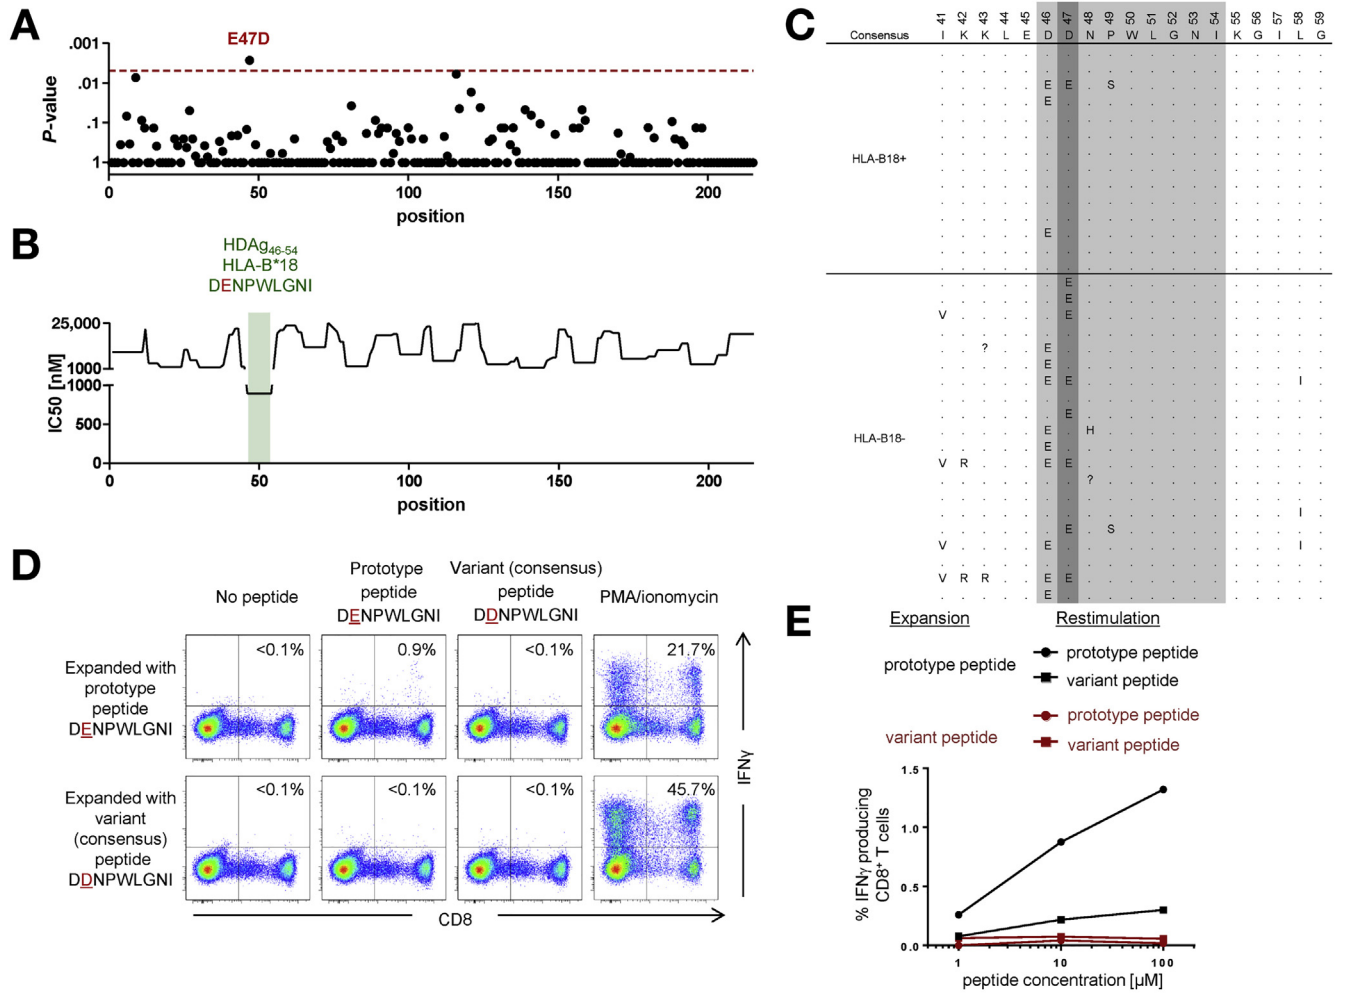 A
E47D
.001
.01
.1
1
P-value
0 50 100 150 200
position
B
HDAg46-54
HLA-B*18
DENPWLGNI
25,000
1000
1000
500
0
IC50 [nM]
0 50 100 150 200
position
C
41 42 43 44 45 46 47 48 49 50 51 52 53 54 55 56 57 58 59
Consensus I K K L E D D N P W L G N I K G I L G
E E S
E
HLA-B18+
E
E
E
V E
? E
E
E E I
E
E H
HLA-B18-
E
V R E E
?
I
E S
V E I
V R R E E
E
D
No peptide
Prototype
peptide
DENPWLGNI
Variant (consensus)
peptide
DDNPWLGNI
PMA/ionomycin
Expanded with
prototype
peptide
DENPWLGNI
<0.1% 0.9% <0.1% 21.7%
Expanded with
variant
(consensus)
peptide
DDNPWLGNI
<0.1% <0.1% <0.1% 45.7%
IFNγ
CD8
E
Expansion Restimulation
prototype peptide
prototype peptide
variant peptide
variant peptide
prototype peptide
variant peptide
1.5
1.0
0.5
0.0
% IFNγ producing
CD8+ T cells
1 10 100
peptide concentration [µM]